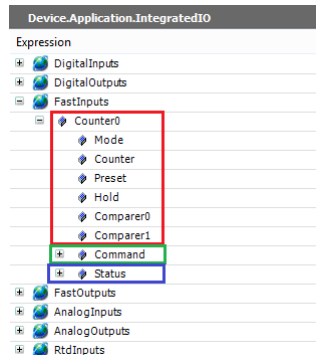 Device.Application.IntegratedIO
Expression
DigitalInputs
DigitalOutputs
FastInputs
Counter0
Mode
Counter
Preset
Hold
Comparer0
Comparer1
Command
Status
FastOutputs
AnalogInputs
AnalogOutputs
RtdInputs